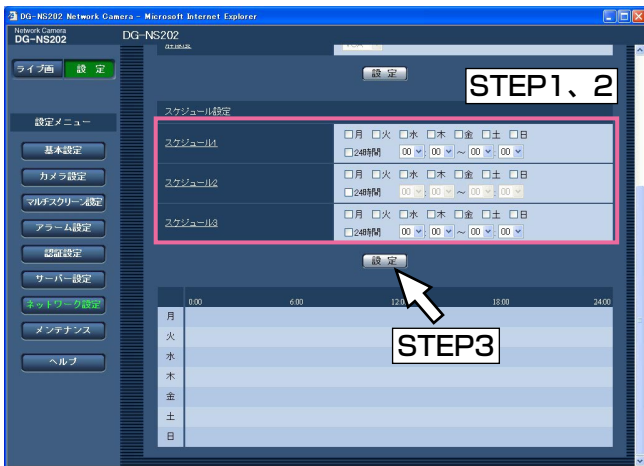 DG-NS202 Network Camera - Microsoft Internet Explorer
Network Camera
DG-NS202
DG-NS202
ライブ画 設 定
設 定
STEP1、2
スケジュール設定
設定メニュー
基本設定
カメラ設定
マルチスクリーン設定
アラーム設定
認証設定
サーバー設定
ネットワーク設定
メンテナンス
ヘルプ
スケジュール1
月 火 水 木 金 土 日
24時間 00 : 00 ～ 00 : 00
スケジュール2
月 火 水 木 金 土 日
24時間 00 : 00 ～ 00 : 00
スケジュール3
月 火 水 木 金 土 日
24時間 00 : 00 ～ 00 : 00
設 定
STEP3
0:00 6:00 18:00 24:00
月
火
水
木
金
土
日